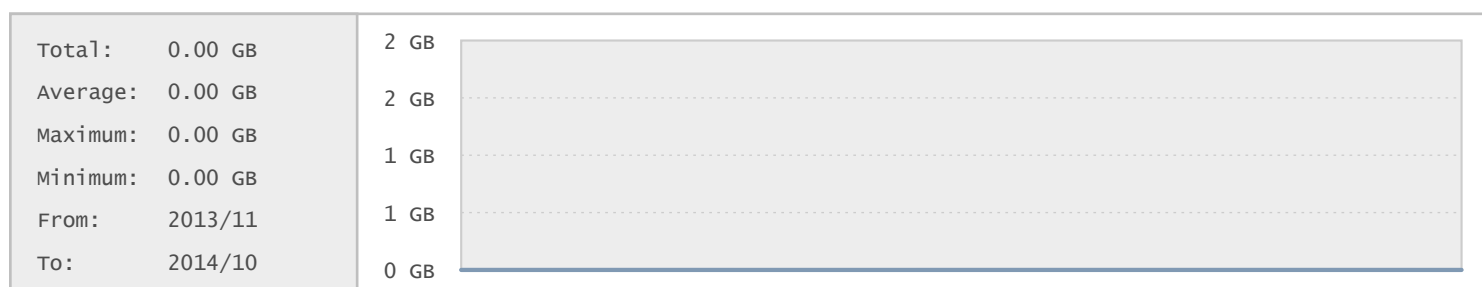 Total: 0.00 GB
Average: 0.00 GB
Maximum: 0.00 GB
Minimum: 0.00 GB
From: 2013/11
To: 2014/10
2 GB
2 GB
1 GB
1 GB
0 GB